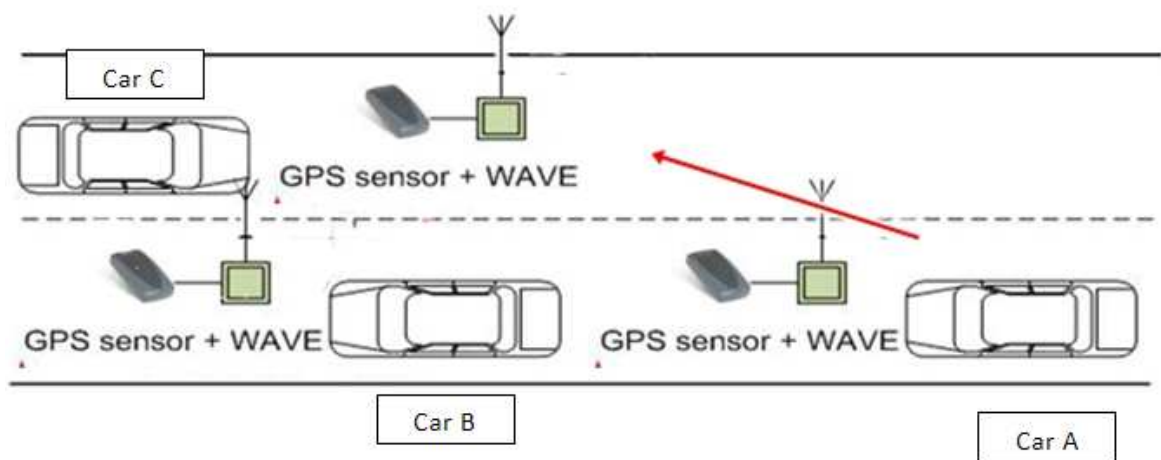 Car C
GPS sensor + WAVE
GPS sensor + WAVE
GPS sensor + WAVE
Car B
Car A